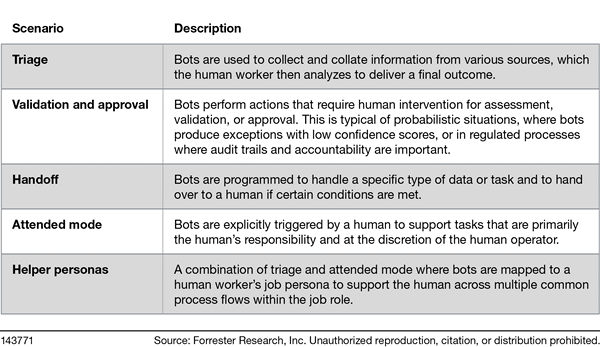 Scenario Description
Triage
Bots are used to collect and collate information from various sources, which
the human worker then analyzes to deliver a final outcome.
Validation and approval
Bots perform actions that require human intervention for assessment,
validation, or approval. This is typical of probabilistic situations, where bots
produce exceptions with low confidence scores, or in regulated processes
where audit trails and accountability are important.
Handoff
Bots are programmed to handle a specific type of data or task and to hand
over to a human if certain conditions are met.
Attended mode
Bots are explicitly triggered by a human to support tasks that are primarily
the human's responsibility and at the discretion of the human operator.
Helper personas
A combination of triage and attended mode where bots are mapped to a
human worker's job persona to support the human across multiple common
process flows within the job role.
143771 Source: Forrester Research, Inc. Unauthorized reproduction, citation, or distribution prohibited.